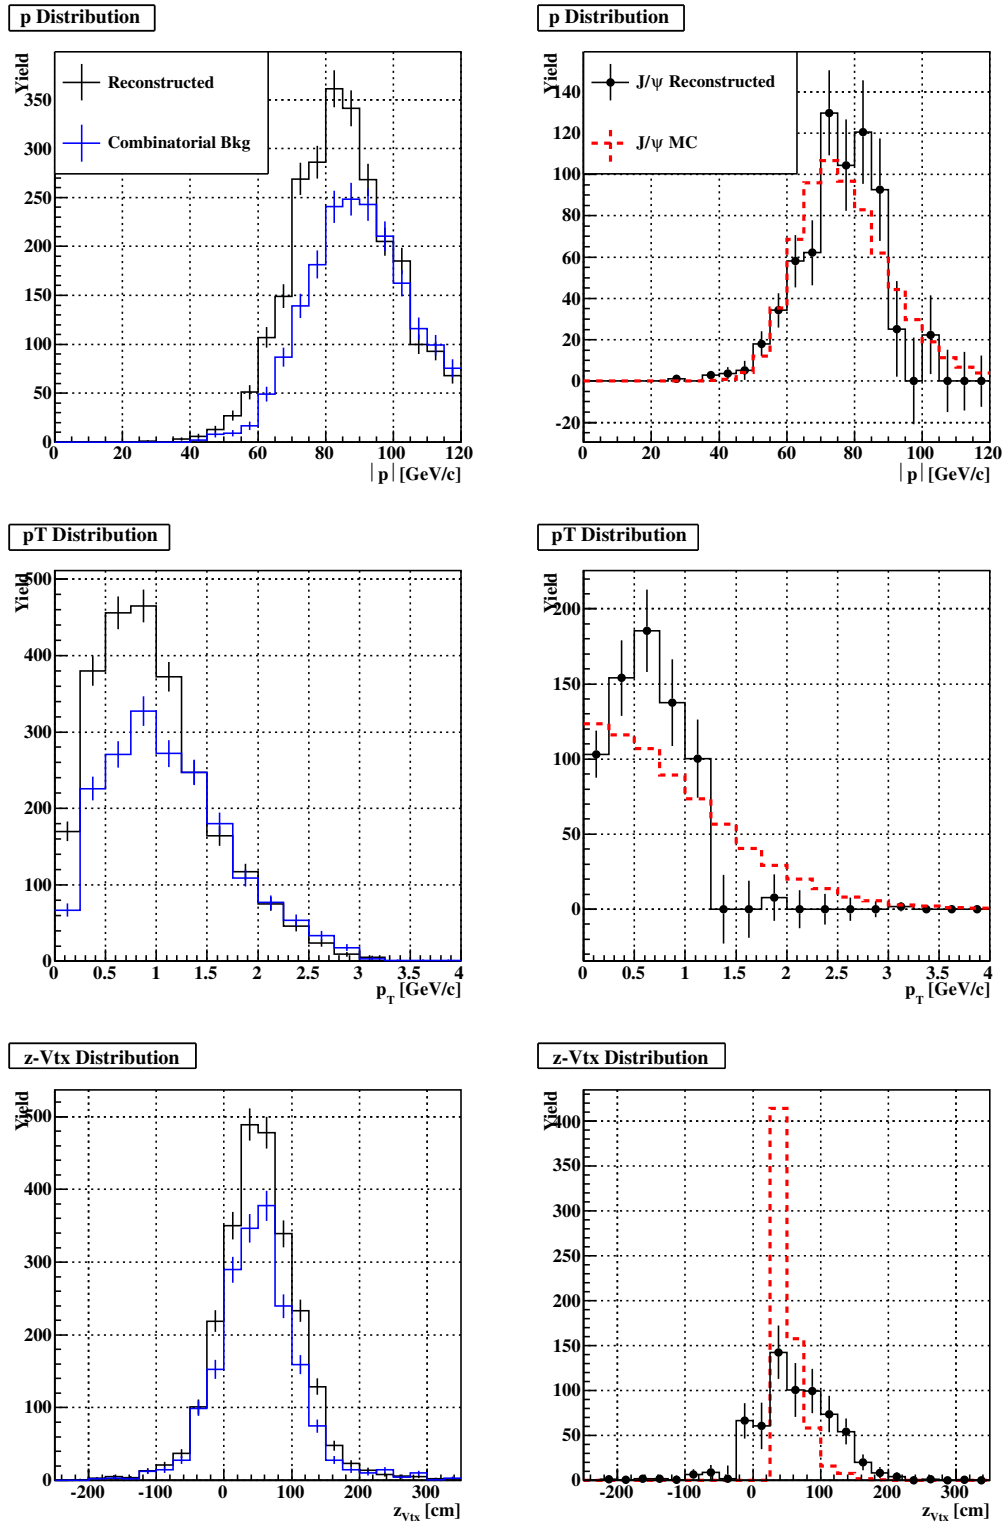 p Distribution
Yield
Reconstructed
Combinatorial Bkg
350
300
250
200
150
100
50
0
0 20 40 60 80 100 120
|p| [GeV/c]
p Distribution
Yield
J/ψ Reconstructed
J/ψ MC
140
120
100
80
60
40
20
0
-20
0 20 40 60 80 100 120
|p| [GeV/c]
pT Distribution
Yield
500
400
300
200
100
0
0 0.5 1 1.5 2 2.5 3 3.5 4
p_T [GeV/c]
pT Distribution
Yield
200
150
100
50
0
0 0.5 1 1.5 2 2.5 3 3.5 4
p_T [GeV/c]
z-Vtx Distribution
Yield
500
400
300
200
100
0
-200 -100 0 100 200 300
z_Vtx [cm]
z-Vtx Distribution
Yield
400
350
300
250
200
150
100
50
0
-200 -100 0 100 200 300
z_Vtx [cm]